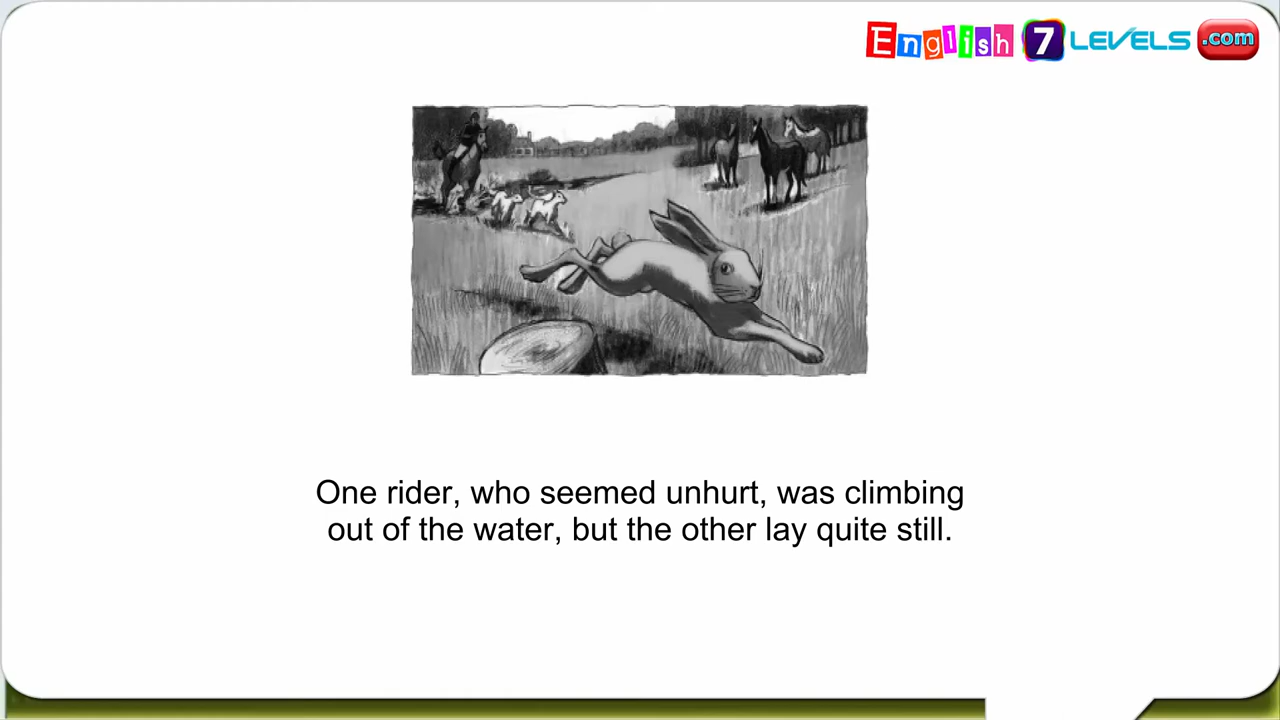 English 7 LEVELS .com
One rider, who seemed unhurt, was climbing
out of the water, but the other lay quite still.